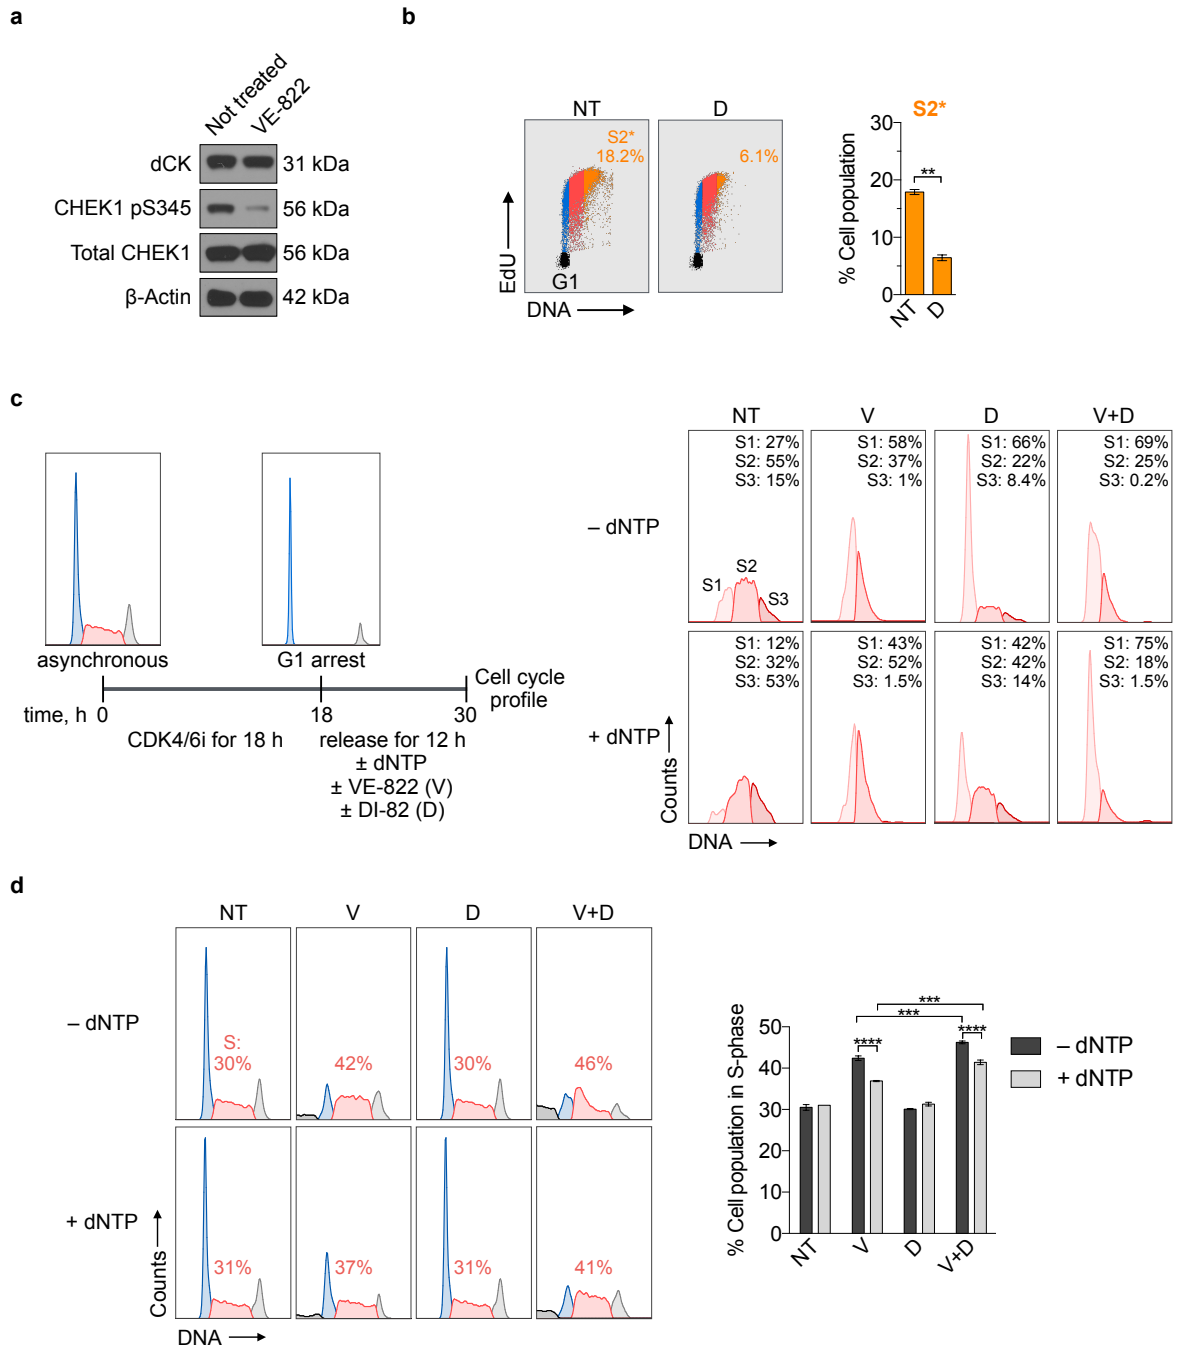 a
Not treated
VE-822
dCK
31 kDa
CHEK1 pS345
56 kDa
Total CHEK1
56 kDa
β-Actin
42 kDa
b
NT
D
S2*
18.2%
6.1%
G1
EdU
DNA
S2*
% Cell population
30
20
10
0
**
NT
D
c
asynchronous
G1 arrest
Cell cycle
profile
time, h
0
18
30
CDK4/6i for 18 h
release for 12 h
± dNTP
± VE-822 (V)
± DI-82 (D)
NT
V
D
V+D
– dNTP
S1: 27%
S2: 55%
S3: 15%
S1
S2
S3
S1: 58%
S2: 37%
S3: 1%
S1: 66%
S2: 22%
S3: 8.4%
S1: 69%
S2: 25%
S3: 0.2%
+ dNTP
S1: 12%
S2: 32%
S3: 53%
S1: 43%
S2: 52%
S3: 1.5%
S1: 42%
S2: 42%
S3: 14%
S1: 75%
S2: 18%
S3: 1.5%
Counts
DNA
d
NT
V
D
V+D
– dNTP
S:
30%
42%
30%
46%
+ dNTP
31%
37%
31%
41%
Counts
DNA
% Cell population in S-phase
50
40
30
20
10
0
***
***
****
****
NT
V
D
V+D
– dNTP
+ dNTP